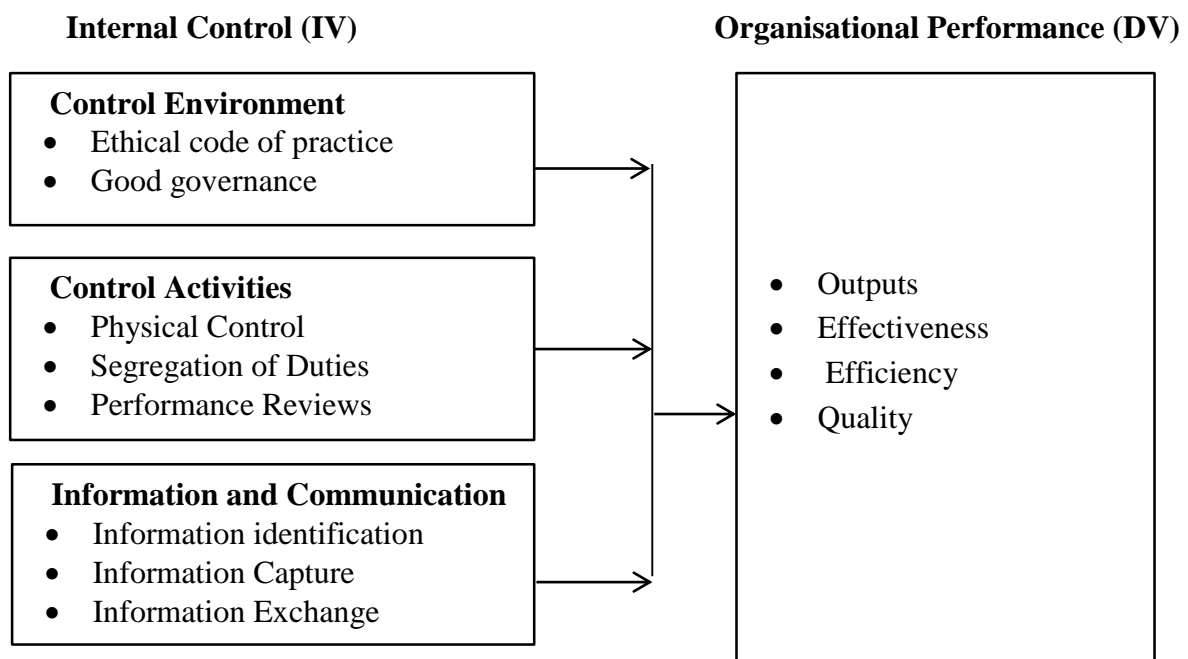 Internal Control (IV)
Organisational Performance (DV)
Control Environment
• Ethical code of practice
• Good governance
Control Activities
• Physical Control
• Segregation of Duties
• Performance Reviews
Information and Communication
• Information identification
• Information Capture
• Information Exchange
• Outputs
• Effectiveness
• Efficiency
• Quality